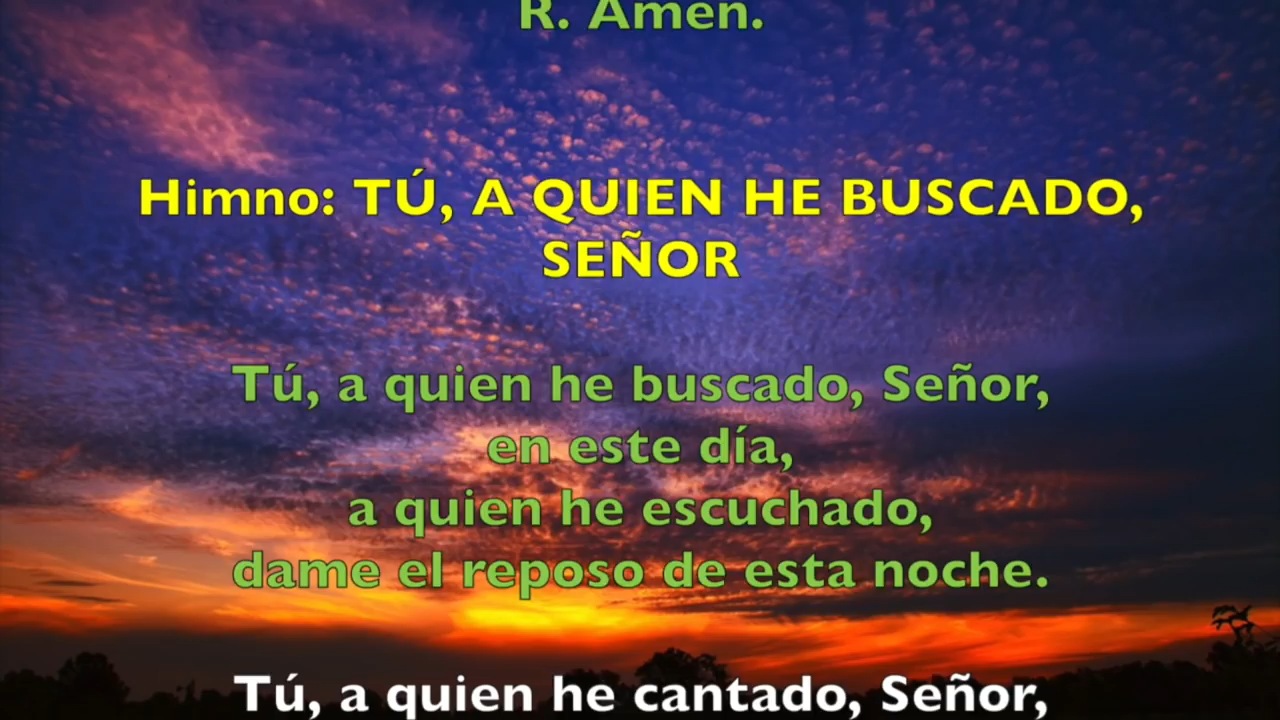 R. Amén.
Himno: TÚ, A QUIEN HE BUSCADO,
SEÑOR
Tú, a quien he buscado, Señor,
en este día,
a quien he escuchado,
dame el reposo de esta noche.
Tú, a quien he cantado, Señor,